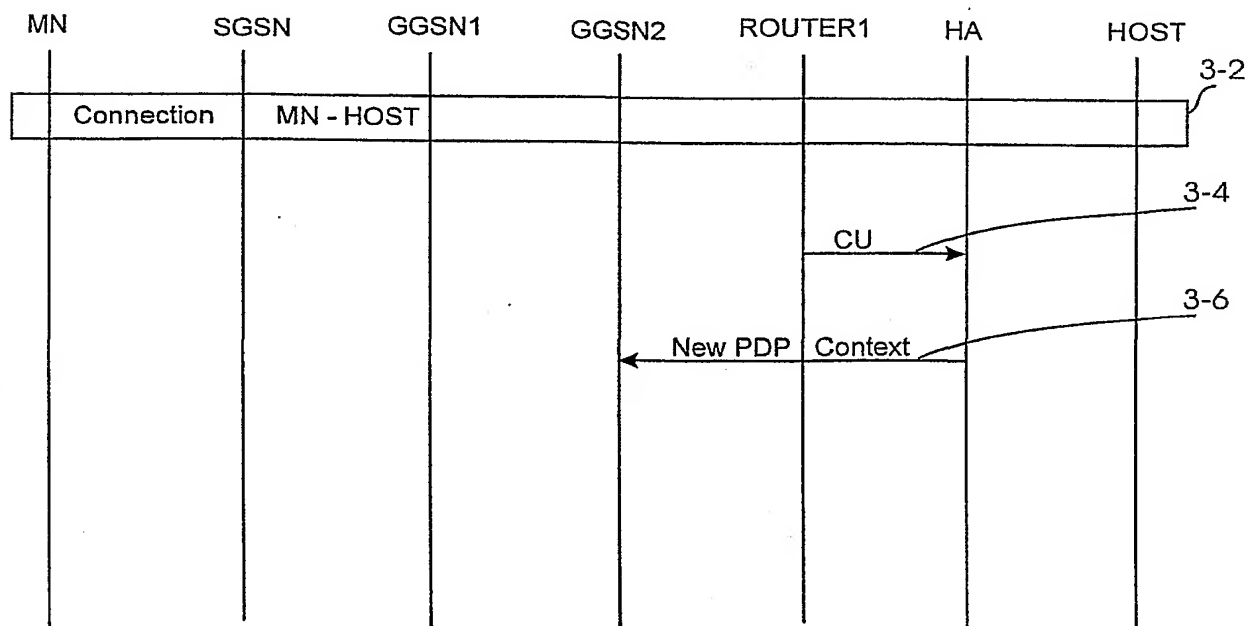 MN SGSN GGSN1 GGSN2 ROUTER1 HA HOST
3-2
Connection MN - HOST
3-4
CU
3-6
New PDP Context